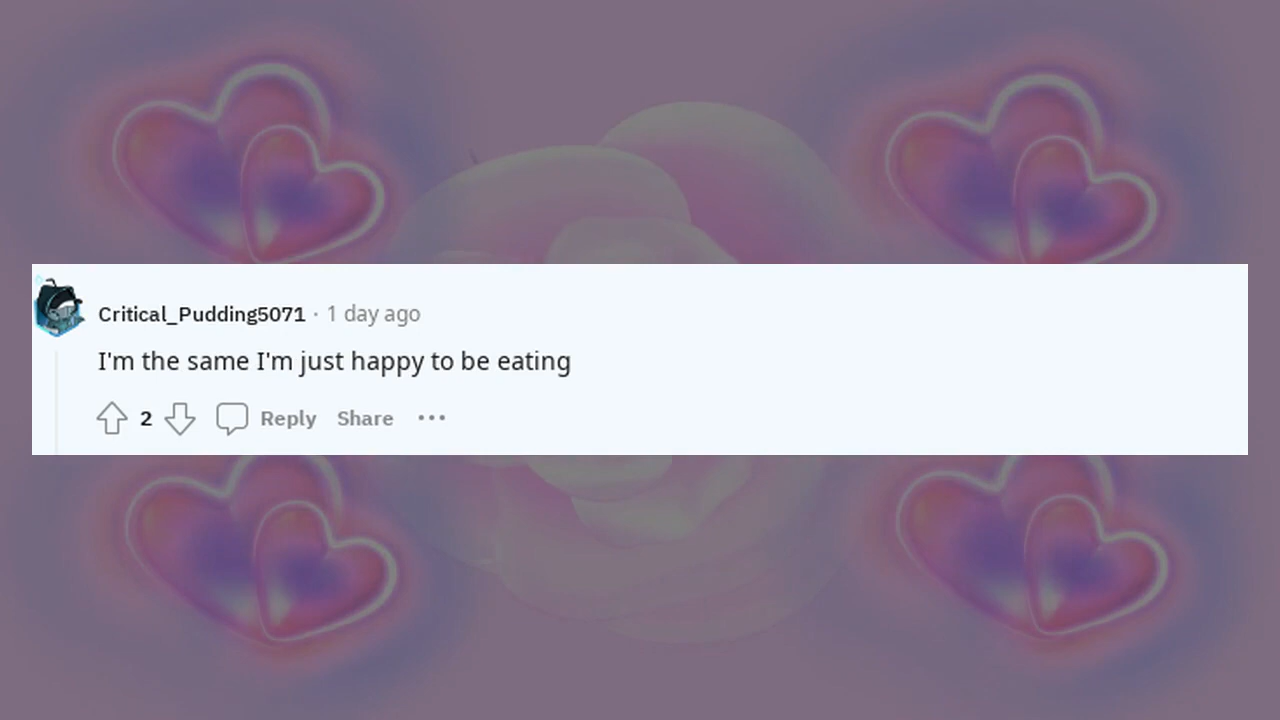 Critical_Pudding5071 · 1 day ago
I'm the same I'm just happy to be eating
2 Reply Share ···